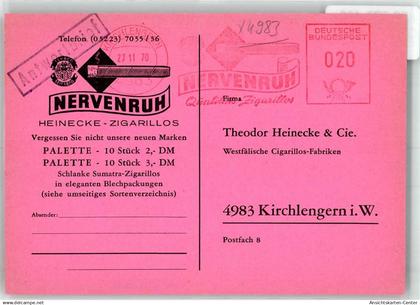 x 4983
Telefon (05223) 7055/56
KIRCHLENGERN
27.11.70
DEUTSCHE
BUNDESPOST
020
NERVENRUH
Qualitäts-Zigarillos
NERVENRUH
HEINECKE - ZIGARILLOS
Vergessen Sie nicht unsere neuen Marken
PALETTE - 10 Stück 2,- DM
PALETTE - 10 Stück 3,- DM
Schlanke Sumatra-Zigarillos
in eleganten Blechpackungen
(siehe umseitiges Sortenverzeichnis)
Absender:
Firma
Theodor Heinecke & Cie.
Westfälische Cigarillos-Fabriken
4983 Kirchlengern i.W.
Postfach 8